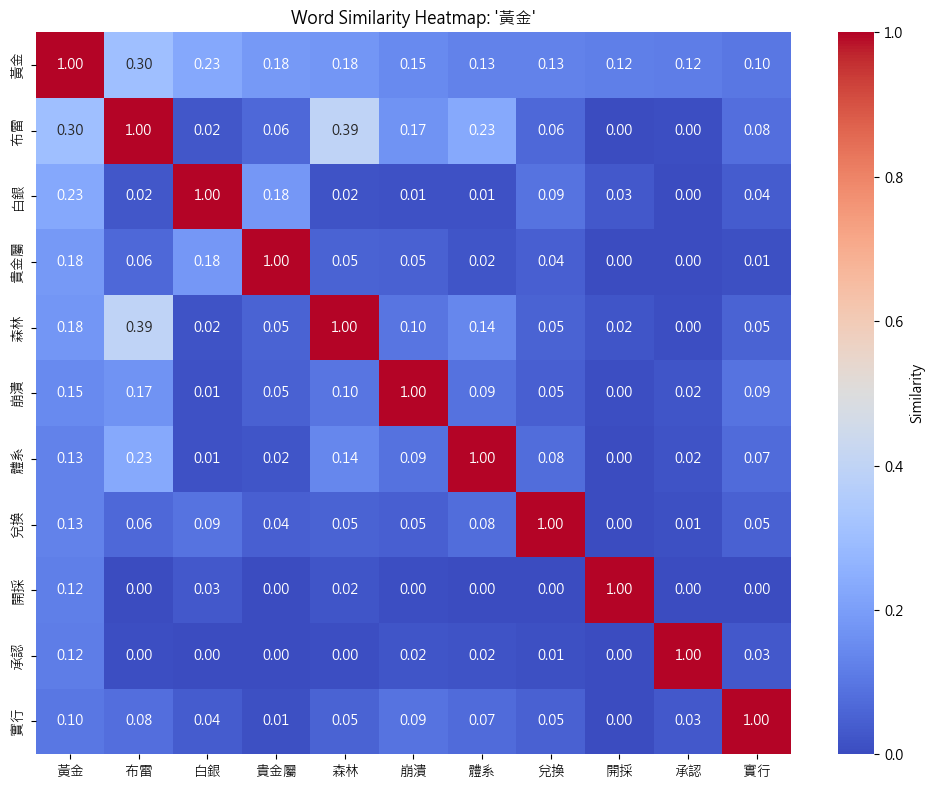 Word Similarity Heatmap: '黃金'
黃金 1.00 0.30 0.23 0.18 0.18 0.15 0.13 0.13 0.12 0.12 0.10
布雷 0.30 1.00 0.02 0.06 0.39 0.17 0.23 0.06 0.00 0.00 0.08
白銀 0.23 0.02 1.00 0.18 0.02 0.01 0.01 0.09 0.03 0.00 0.04
貴金屬 0.18 0.06 0.18 1.00 0.05 0.05 0.02 0.04 0.00 0.00 0.01
森林 0.18 0.39 0.02 0.05 1.00 0.10 0.14 0.05 0.02 0.00 0.05
崩潰 0.15 0.17 0.01 0.05 0.10 1.00 0.09 0.05 0.00 0.02 0.09
體系 0.13 0.23 0.01 0.02 0.14 0.09 1.00 0.08 0.00 0.02 0.07
兌換 0.13 0.06 0.09 0.04 0.05 0.05 0.08 1.00 0.00 0.01 0.05
開採 0.12 0.00 0.03 0.00 0.02 0.00 0.00 0.00 1.00 0.00 0.00
承認 0.12 0.00 0.00 0.00 0.00 0.02 0.02 0.01 0.00 1.00 0.03
實行 0.10 0.08 0.04 0.01 0.05 0.09 0.07 0.05 0.00 0.03 1.00
黃金 布雷 白銀 貴金屬 森林 崩潰 體系 兌換 開採 承認 實行
1.0
0.8
0.6
0.4
0.2
0.0
Similarity